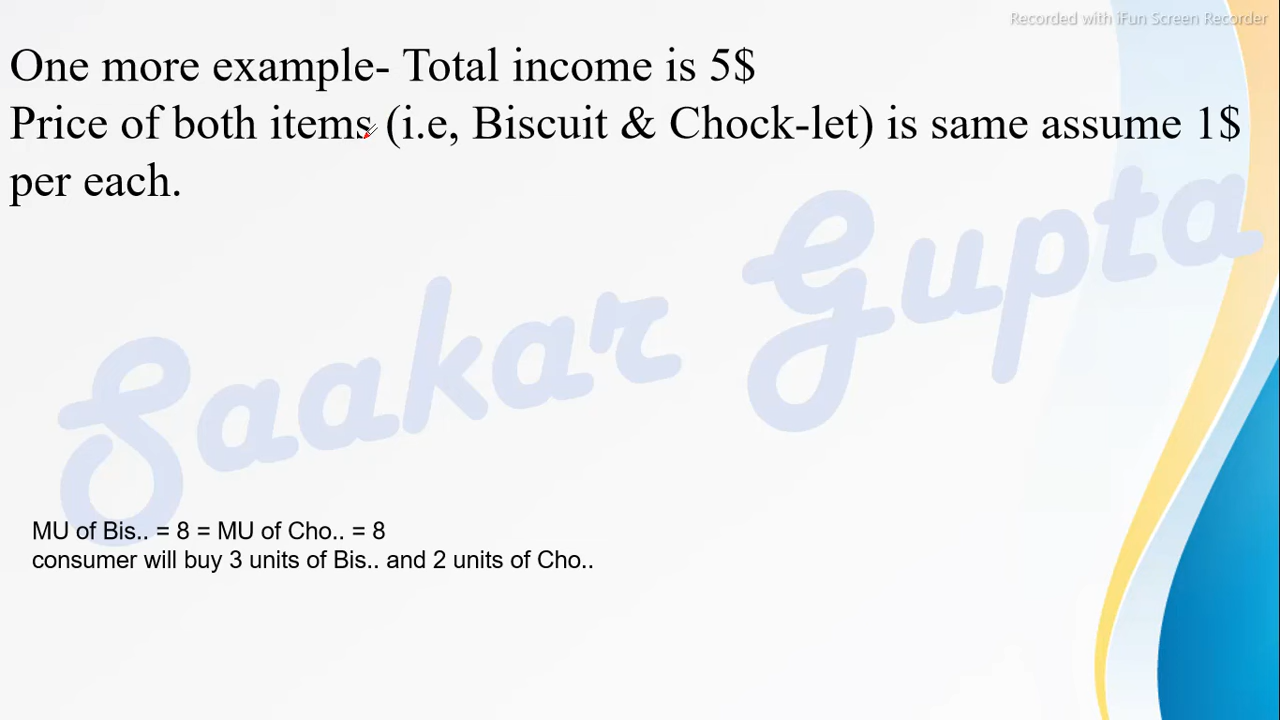 Recorded with iFun Screen Recorder
One more example- Total income is 5$
Price of both items (i.e, Biscuit & Chock-let) is same assume 1$
per each.
Saakar Gupta
MU of Bis.. = 8 = MU of Cho.. = 8
consumer will buy 3 units of Bis.. and 2 units of Cho..